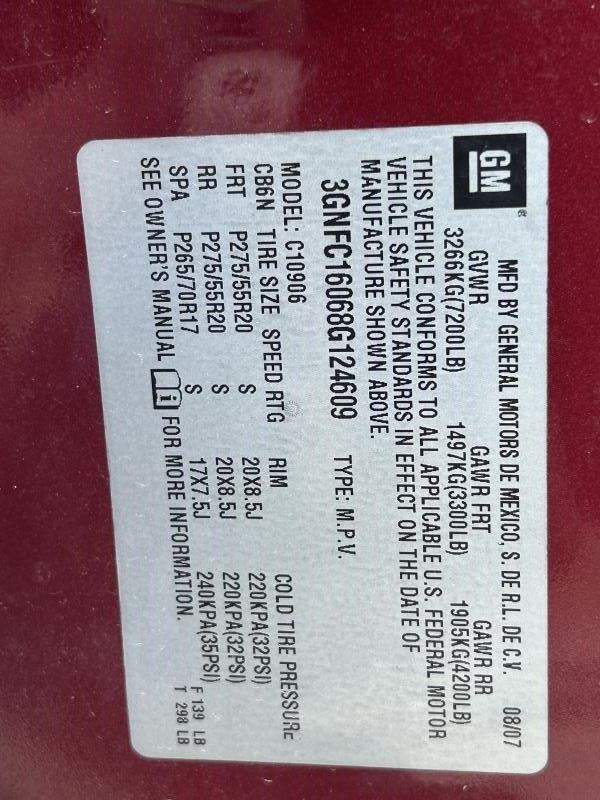 GM
MFD BY GENERAL MOTORS DE MEXICO, S. DE R.L. DE C.V. 08/07
GVWR GAWR FRT GAWR RR
3266KG(7200LB) 1497KG(3300LB) 1905KG(4200LB)
THIS VEHICLE CONFORMS TO ALL APPLICABLE U.S. FEDERAL MOTOR
VEHICLE SAFETY STANDARDS IN EFFECT ON THE DATE OF
MANUFACTURE SHOWN ABOVE.
3GNFC16068G124609 TYPE: M.P.V.
MODEL: C10906
CB6N TIRE SIZE SPEED RTG RIM COLD TIRE PRESSURE
FRT P275/55R20 S 20X8.5J 220KPA(32PSI)
RR P275/55R20 S 20X8.5J 220KPA(32PSI)
SPA P265/70R17 S 17X7.5J 240KPA(35PSI) F 139 LB
SEE OWNER'S MANUAL FOR MORE INFORMATION. T 298 LB